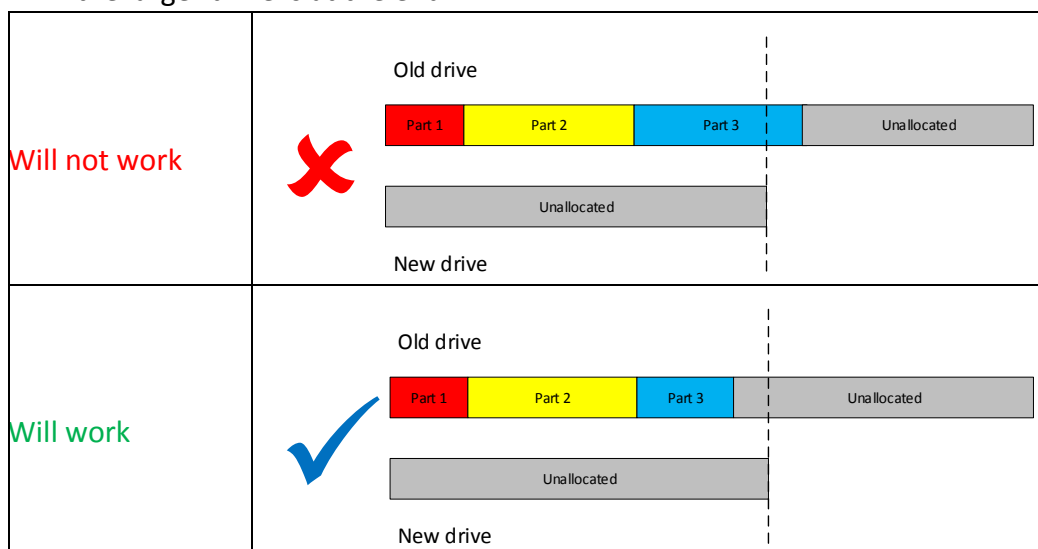 Old drive
Part 1 Part 2 Part 3 Unallocated
Will not work
Unallocated
New drive
Old drive
Part 1 Part 2 Part 3 Unallocated
Will work
Unallocated
New drive